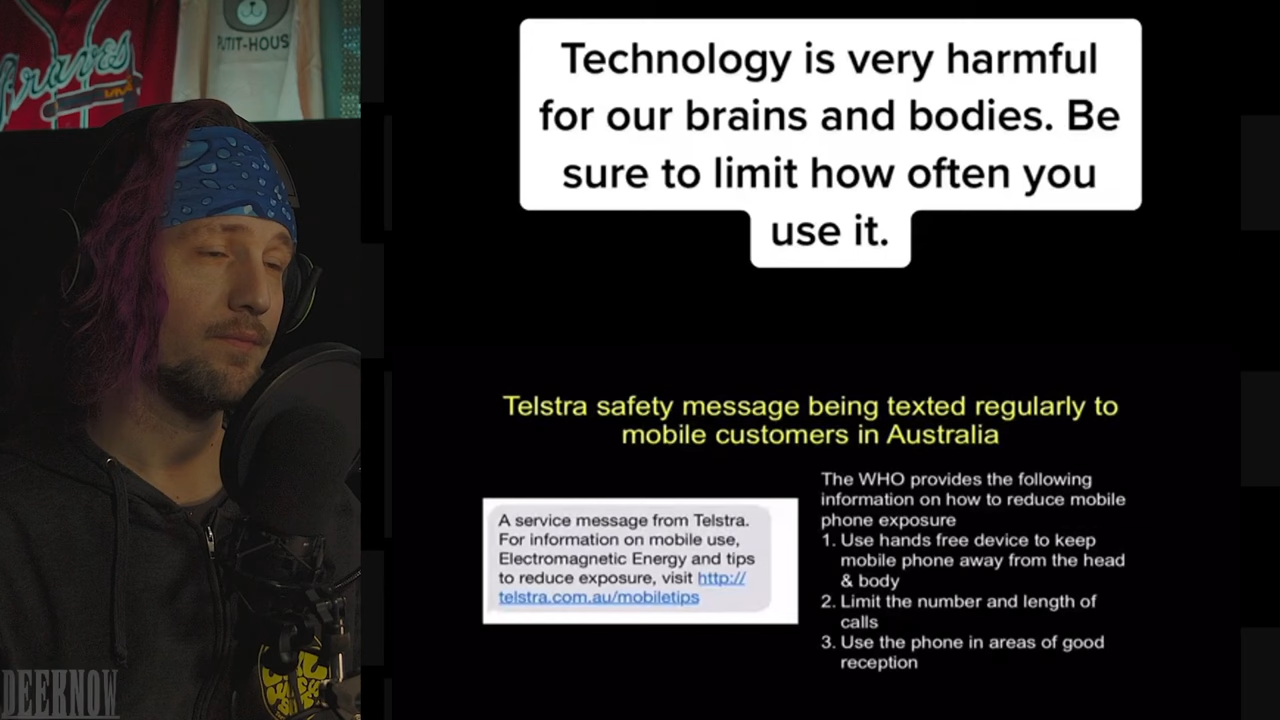 Braves
PUTIT-HOUS
Technology is very harmful
for our brains and bodies. Be
sure to limit how often you
use it.
Telstra safety message being texted regularly to
mobile customers in Australia
A service message from Telstra.
For information on mobile use,
Electromagnetic Energy and tips
to reduce exposure, visit http://
telstra.com.au/mobiletips
The WHO provides the following
information on how to reduce mobile
phone exposure
1. Use hands free device to keep
mobile phone away from the head
& body
2. Limit the number and length of
calls
3. Use the phone in areas of good
reception
DEEKNOW